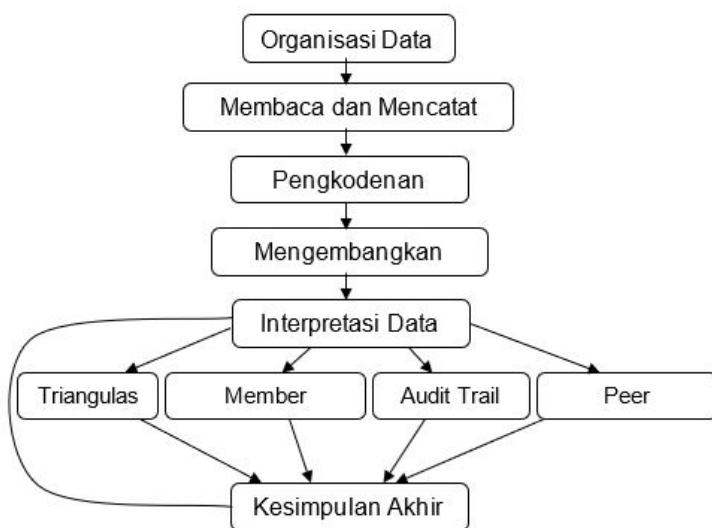 Organisasi Data
Membaca dan Mencatat
Pengkodenan
Mengembangkan
Interpretasi Data
Triangulas
Member
Audit Trail
Peer
Kesimpulan Akhir